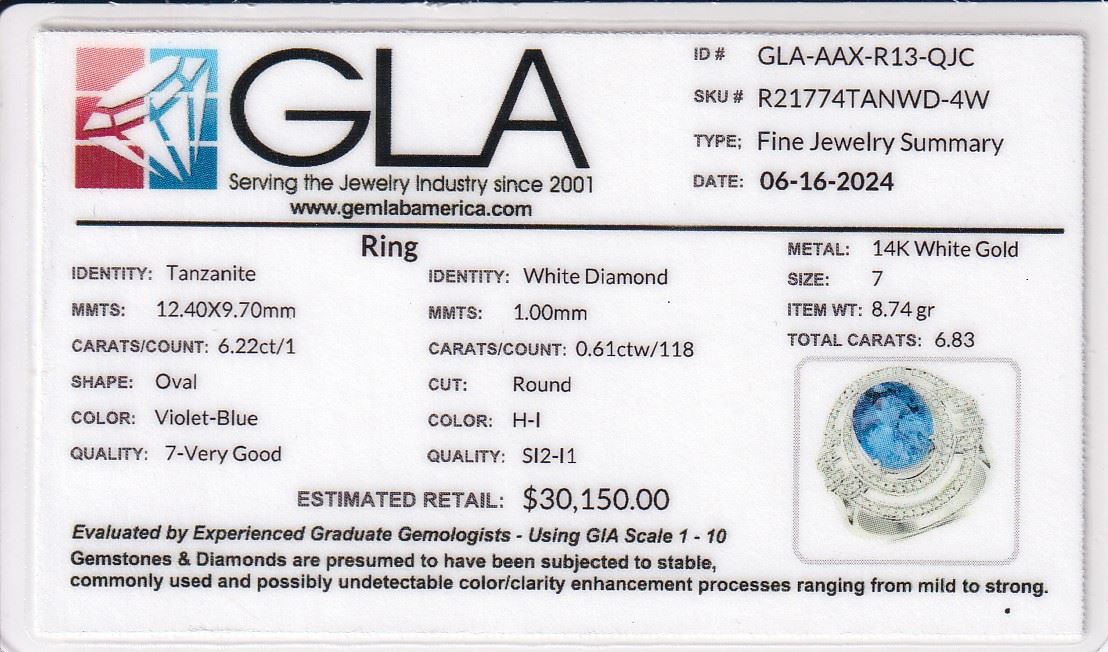 GLA
Serving the Jewelry Industry since 2001
www.gemlabamerica.com
ID # GLA-AAX-R13-QJC
SKU # R21774TANWD-4W
TYPE; Fine Jewelry Summary
DATE: 06-16-2024
Ring
IDENTITY: Tanzanite
MMTS: 12.40X9.70mm
CARATS/COUNT: 6.22ct/1
SHAPE: Oval
COLOR: Violet-Blue
QUALITY: 7-Very Good
IDENTITY: White Diamond
MMTS: 1.00mm
CARATS/COUNT: 0.61ctw/118
CUT: Round
COLOR: H-I
QUALITY: SI2-I1
METAL: 14K White Gold
SIZE: 7
ITEM WT: 8.74 gr
TOTAL CARATS: 6.83
ESTIMATED RETAIL: $30,150.00
Evaluated by Experienced Graduate Gemologists - Using GIA Scale 1 - 10
Gemstones & Diamonds are presumed to have been subjected to stable,
commonly used and possibly undetectable color/clarity enhancement processes ranging from mild to strong.